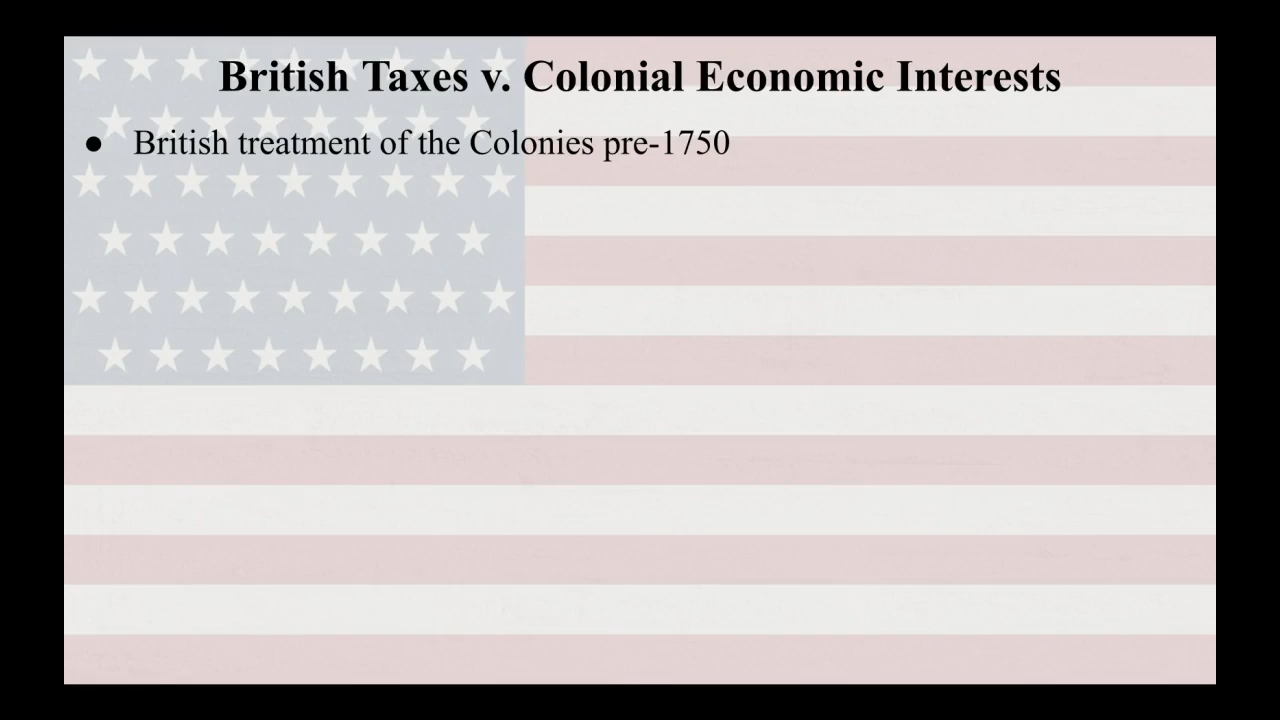 British Taxes v. Colonial Economic Interests
● British treatment of the Colonies pre-1750